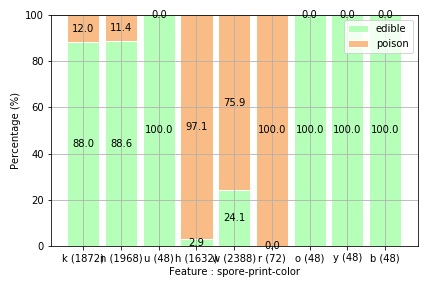 100
80
60
40
20
0
Percentage (%)
12.0 11.4 0.0 97.1 75.9 100.0 0.0 0.0 0.0
88.0 88.6 100.0 2.9 24.1 0.0 100.0 100.0 100.0
edible
poison
k (1872) n (1968) u (48) h (1632) w (2388) r (72) o (48) y (48) b (48)
Feature : spore-print-color